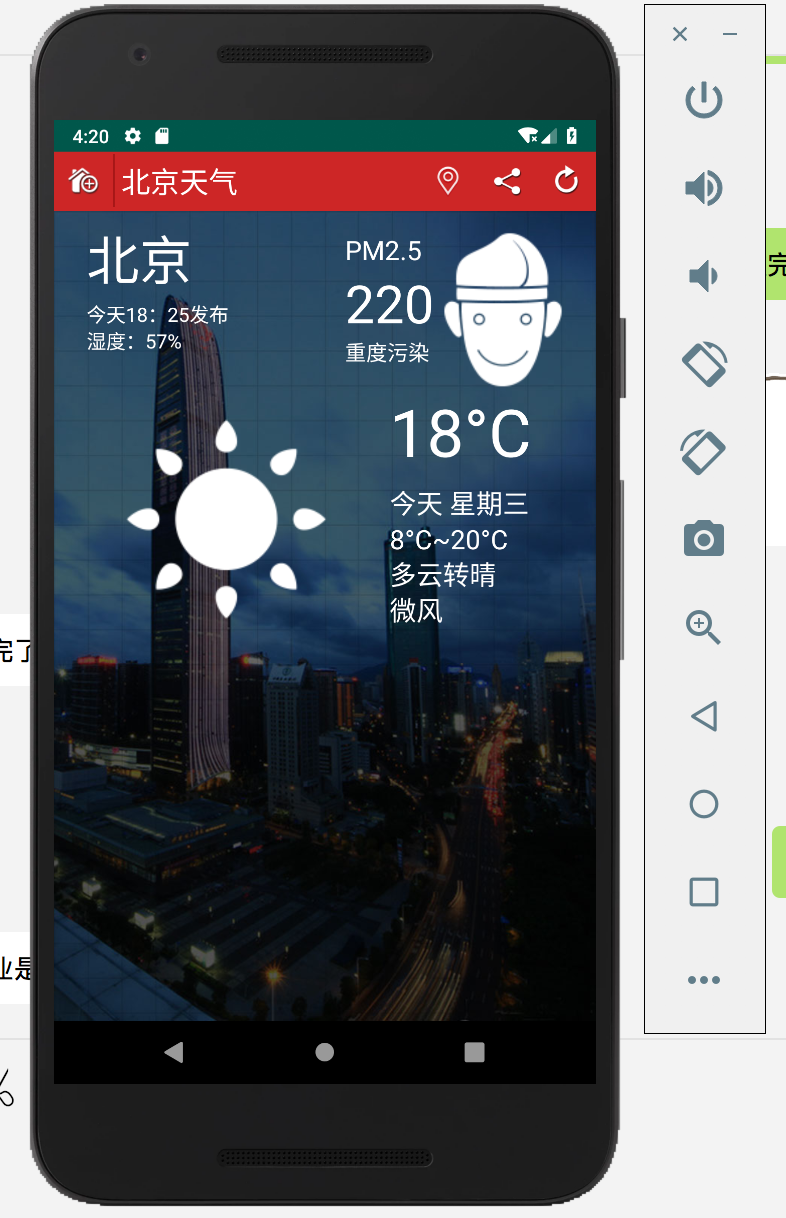 4:20
北京天气
北京
今天18：25发布
湿度：57%
PM2.5
220
重度污染
18°C
今天 星期三
8°C~20°C
多云转晴
微风
完
完了
业是